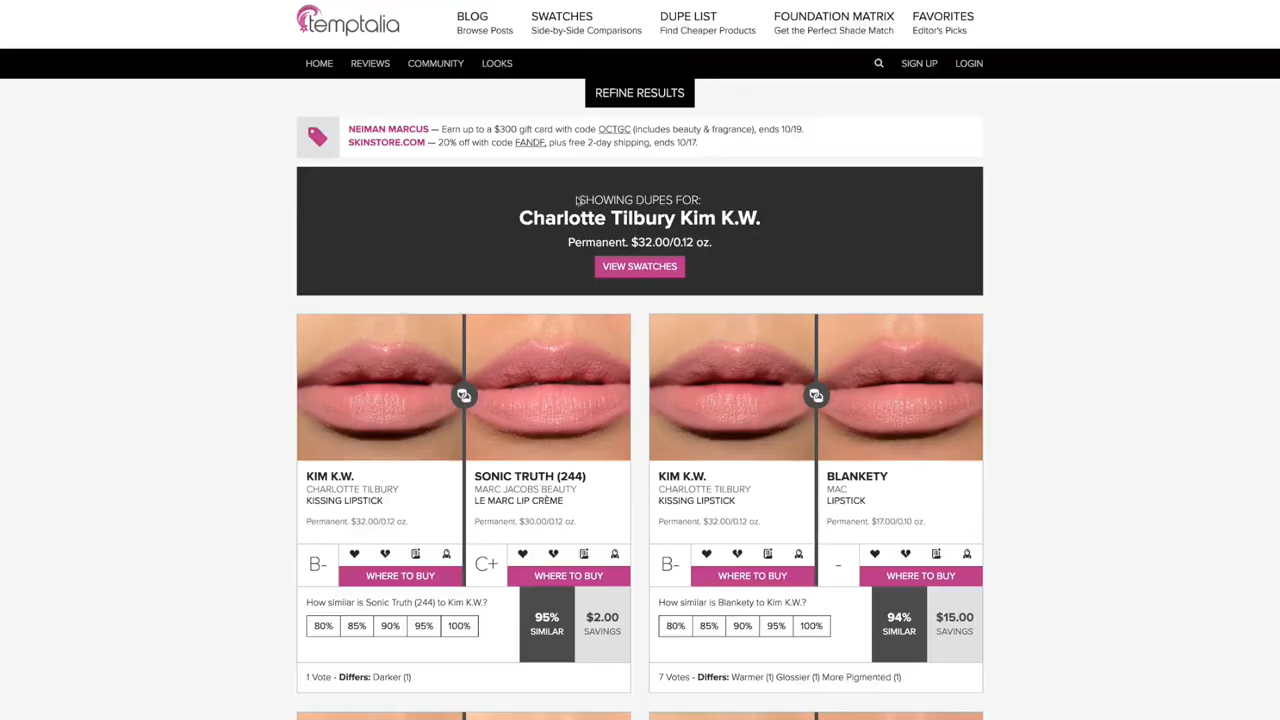 temptalia
BLOG
Browse Posts
SWATCHES
Side-by-Side Comparisons
DUPE LIST
Find Cheaper Products
FOUNDATION MATRIX
Get the Perfect Shade Match
FAVORITES
Editor's Picks
HOME REVIEWS COMMUNITY LOOKS SIGN UP LOGIN
REFINE RESULTS
NEIMAN MARCUS — Earn up to a $300 gift card with code OCTGC (includes beauty & fragrance), ends 10/19.
SKINSTORE.COM — 20% off with code FANDF, plus free 2-day shipping, ends 10/17.
SHOWING DUPES FOR:
Charlotte Tilbury Kim K.W.
Permanent. $32.00/0.12 oz.
VIEW SWATCHES
KIM K.W.
CHARLOTTE TILBURY
KISSING LIPSTICK
Permanent. $32.00/0.12 oz.
B-
WHERE TO BUY
SONIC TRUTH (244)
MARC JACOBS BEAUTY
LE MARC LIP CRÈME
Permanent. $30.00/0.12 oz.
C+
WHERE TO BUY
How similar is Sonic Truth (244) to Kim K.W.?
80% 85% 90% 95% 100%
95%
SIMILAR
$2.00
SAVINGS
1 Vote - Differs: Darker (1)
KIM K.W.
CHARLOTTE TILBURY
KISSING LIPSTICK
Permanent. $32.00/0.12 oz.
B-
WHERE TO BUY
BLANKETY
MAC
LIPSTICK
Permanent. $17.00/0.10 oz.
-
WHERE TO BUY
How similar is Blankety to Kim K.W.?
80% 85% 90% 95% 100%
94%
SIMILAR
$15.00
SAVINGS
7 Votes - Differs: Warmer (1) Glossier (1) More Pigmented (1)